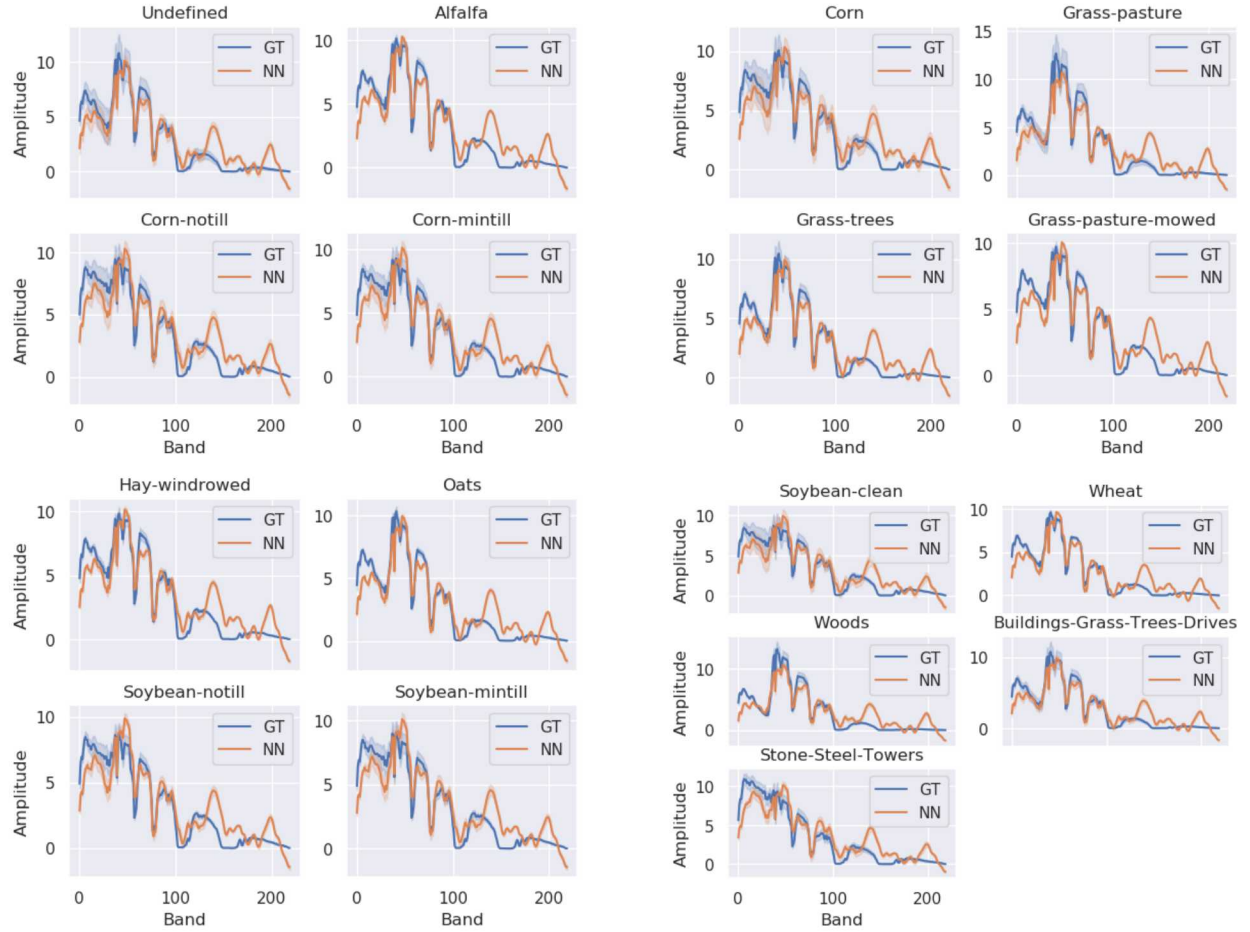 Undefined
Amplitude
10
5
0
GT
NN
Alfalfa
10
5
0
GT
NN
Corn-notill
Amplitude
10
5
0
GT
NN
0
100
200
Band
Corn-mintill
10
5
0
GT
NN
0
100
200
Band
Corn
Amplitude
10
5
0
GT
NN
Grass-pasture
15
10
5
0
GT
NN
Grass-trees
Amplitude
10
5
0
GT
NN
0
100
200
Band
Grass-pasture-mowed
10
5
0
GT
NN
0
100
200
Band
Hay-windrowed
Amplitude
10
5
0
GT
NN
Oats
10
5
0
GT
NN
Soybean-notill
Amplitude
10
5
0
GT
NN
0
100
200
Band
Soybean-mintill
10
5
0
GT
NN
0
100
200
Band
Soybean-clean
Amplitude
10
5
0
GT
NN
Wheat
10
5
0
GT
NN
Woods
Amplitude
10
0
GT
NN
Buildings-Grass-Trees-Drives
10
5
0
GT
NN
Stone-Steel-Towers
Amplitude
10
5
0
GT
NN
0
100
200
Band